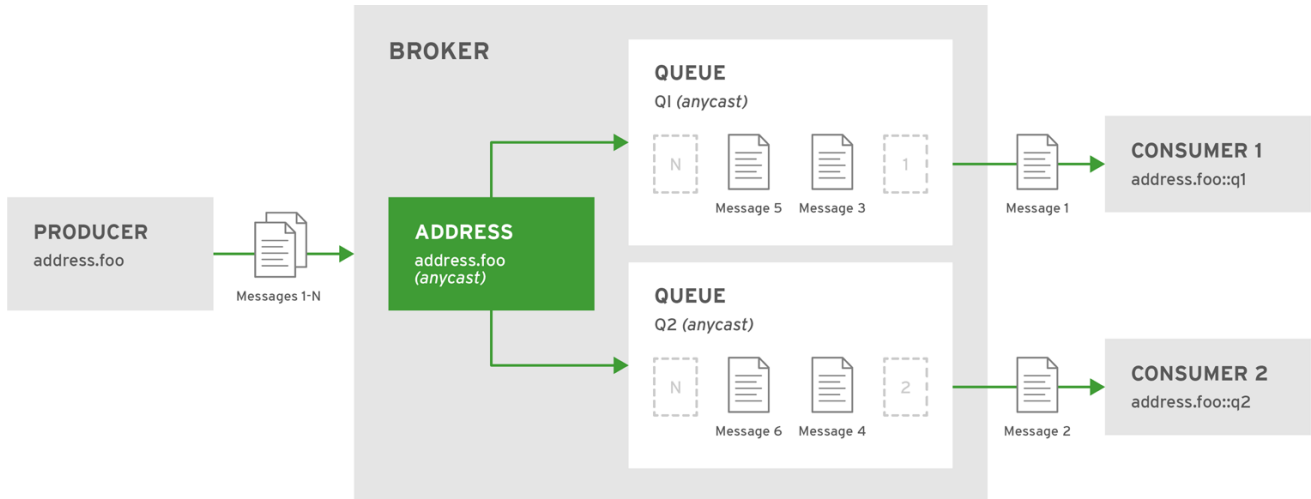 BROKER
QUEUE
Q1 (anycast)
N
1
Message 5
Message 3
Message 1
CONSUMER 1
address.foo::q1
PRODUCER
address.foo
Messages 1-N
ADDRESS
address.foo
(anycast)
QUEUE
Q2 (anycast)
N
2
Message 6
Message 4
Message 2
CONSUMER 2
address.foo::q2